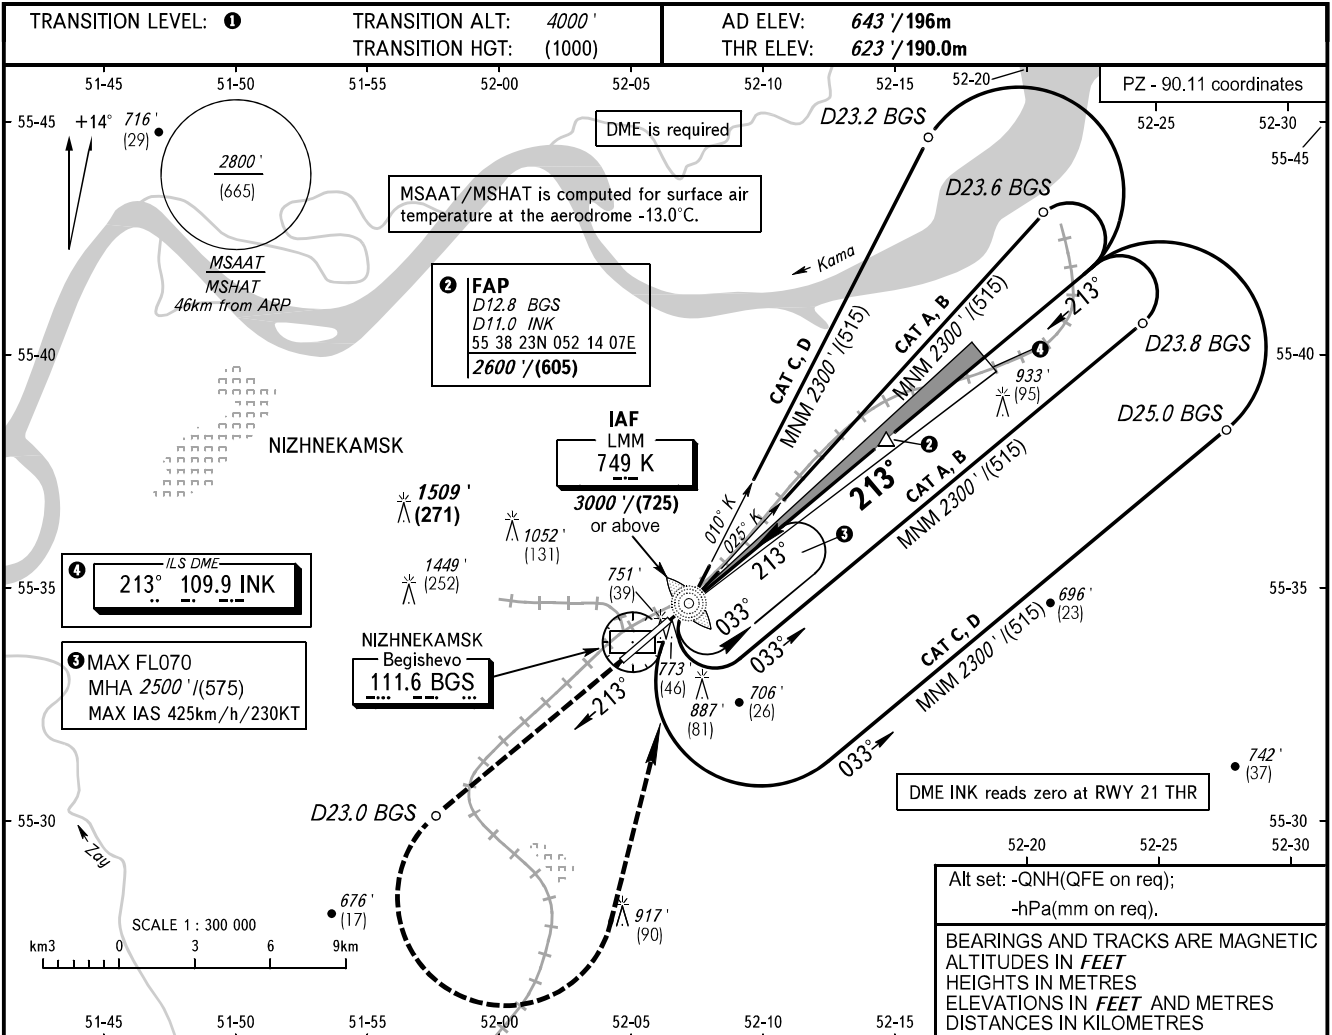 TRANSITION LEVEL: ❶
TRANSITION ALT: 4000'
TRANSITION HGT: (1000)
AD ELEV: 643'/196m
THR ELEV: 623'/190.0m
51-45
51-50
51-55
52-00
52-05
52-10
52-15
52-20
PZ - 90.11 coordinates
52-25
52-30
55-45
55-45
+14°
716'
(29)
2800'
(665)
MSAAT
MSHAT
46km from ARP
DME is required
MSAAT/MSHAT is computed for surface air
temperature at the aerodrome -13.0°C.
D23.2 BGS
D23.6 BGS
Kama
❷ FAP
D12.8 BGS
D11.0 INK
55 38 23N 052 14 07E
2600'/(605)
CAT C, D
MNM 2300'/(515)
CAT A, B
MNM 2300'/(515)
213°
❹
D23.8 BGS
933'
(95)
D25.0 BGS
55-40
55-40
NIZHNEKAMSK
IAF
LMM
749 K
3000'/(725)
or above
❷
213°
CAT A, B
MNM 2300'/(515)
1509'
(271)
1052'
(131)
1449'
(252)
010° K
025° K
❸
213°
033°
❹ ILS DME
213° 109.9 INK
751'
(39)
55-35
55-35
❸ MAX FL070
MHA 2500'/(575)
MAX IAS 425km/h/230KT
NIZHNEKAMSK
Begishevo
111.6 BGS
213°
773'
(46)
887'
(81)
706'
(26)
033°
696'
(23)
CAT C, D
MNM 2300'/(515)
033°
742'
(37)
DME INK reads zero at RWY 21 THR
D23.0 BGS
55-30
55-30
Zay
676'
(17)
917'
(90)
SCALE 1 : 300 000
km3 0 3 6 9km
52-20
52-25
52-30
Alt set: -QNH(QFE on req);
-hPa(mm on req).
BEARINGS AND TRACKS ARE MAGNETIC
ALTITUDES IN FEET
HEIGHTS IN METRES
ELEVATIONS IN FEET AND METRES
DISTANCES IN KILOMETRES
51-45
51-50
51-55
52-00
52-05
52-10
52-15